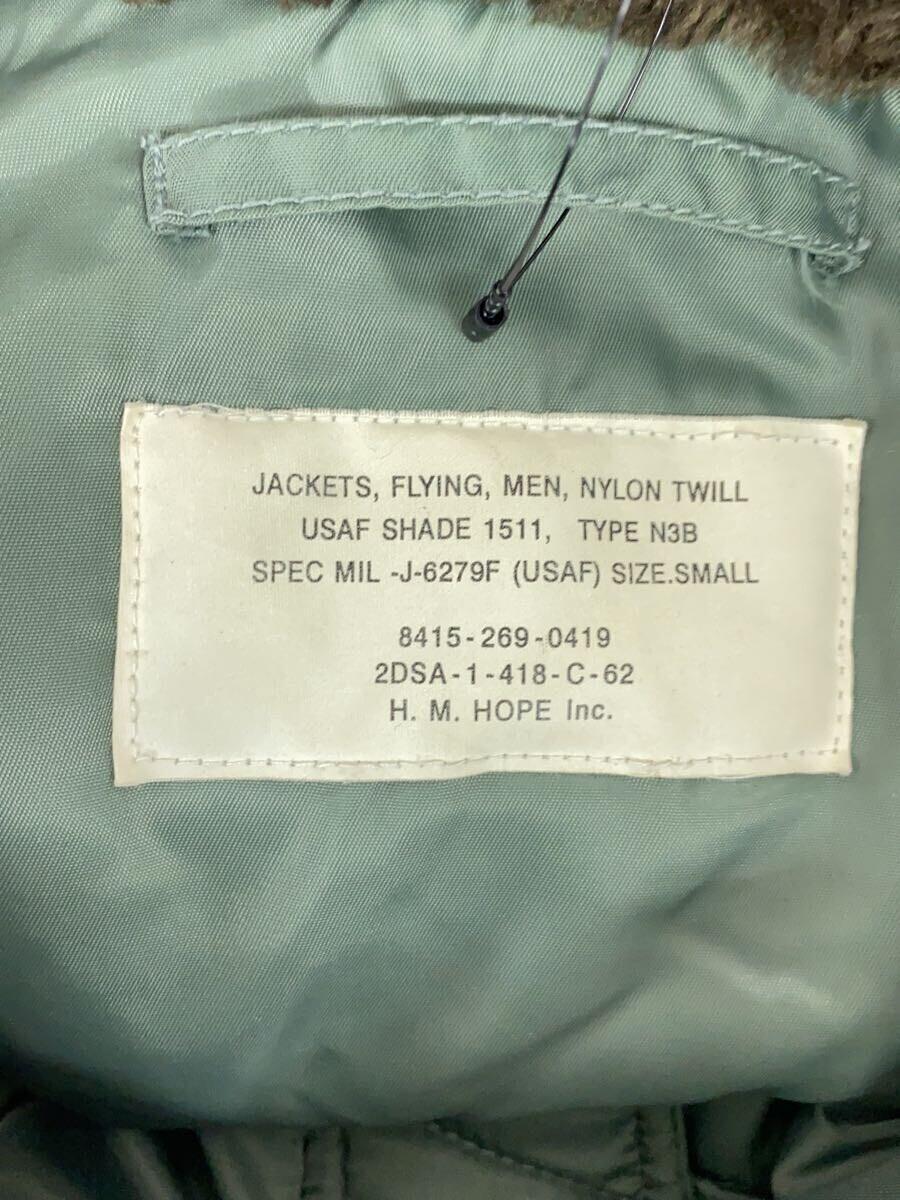 JACKETS, FLYING, MEN, NYLON TWILL
USAF SHADE 1511, TYPE N3B
SPEC MIL -J-6279F (USAF) SIZE.SMALL
8415-269-0419
2DSA-1-418-C-62
H. M. HOPE Inc.